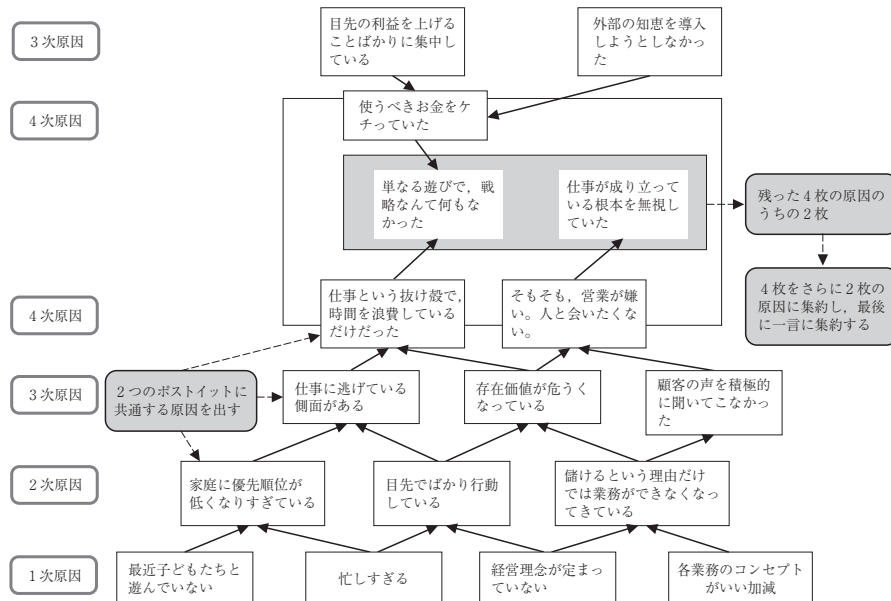 3次原因
目先の利益を上げる
ことばかりに集中し
ている
外部の知恵を導入
しようとしなかっ
た
4次原因
使うべきお金をケ
チっていた
単なる遊びで，戦
略なんて何もな
かった
仕事が成り立って
いる根本を無視し
ていた
残った4枚の原因の
うちの2枚
4枚をさらに2枚の
原因に集約し，最後
に一言に集約する
4次原因
仕事という抜け殻で，
時間を浪費している
だけだった
そもそも，営業が嫌
い。人と会いたくな
い。
3次原因
2つのポストイットに
共通する原因を出す
仕事に逃げている
側面がある
存在価値が危うく
なっている
顧客の声を積極的
に聞いてこなかっ
た
2次原因
家庭に優先順位が
低くなりすぎている
目先でばかり行動
している
儲けるという理由だけ
では業務ができなくなっ
てきている
1次原因
最近子どもたちと
遊んでいない
忙しすぎる
経営理念が定まっ
ていない
各業務のコンセプト
がいい加減